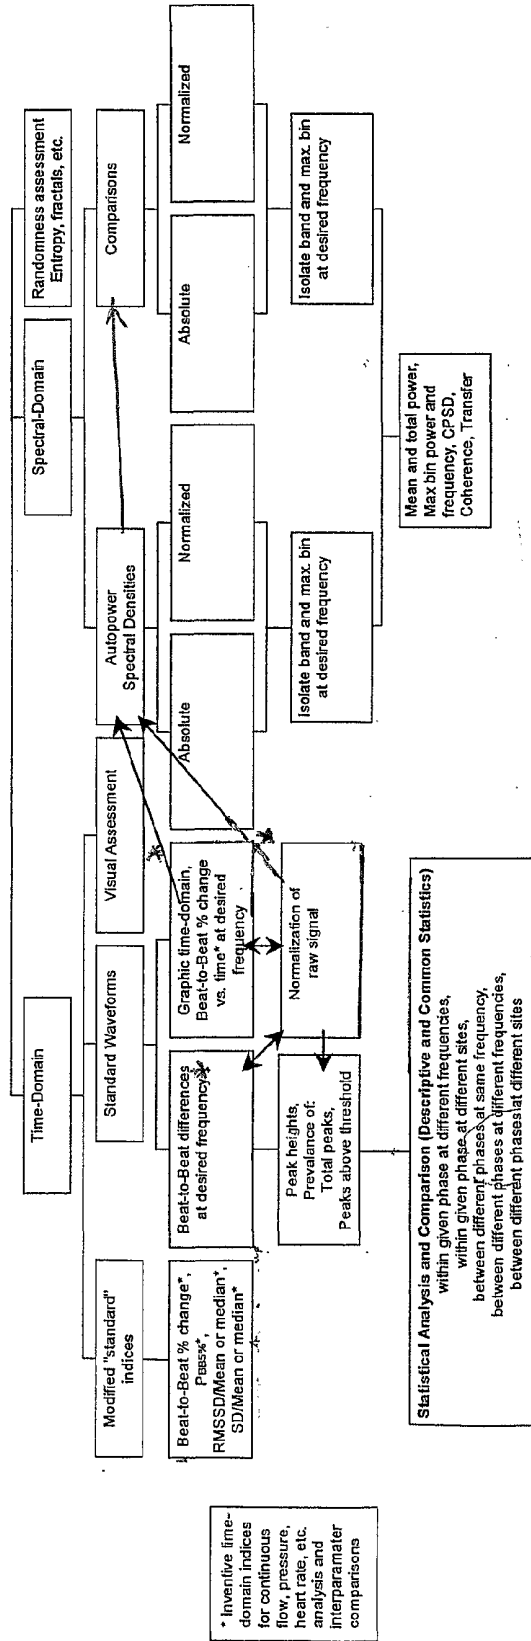 Time-Domain
Spectral-Domain
Randomness assessment
Entropy, fractals, etc.
Modified "standard"
indices
Standard Waveforms
Visual Assessment
Autopower
Spectral Densities
Comparisons
Beat-to-Beat % change*,
PBB5%*,
RMSSD/Mean or median*,
SD/Mean or median*
Beat-to-Beat differences
at desired frequency*
Graphic time-domain,
Beat-to-Beat % change
vs. time* at desired
frequency
Absolute
Normalized
Absolute
Normalized
Peak heights,
Prevalance of:
Total peaks,
Peaks above threshold
Normalization of
raw signal
Isolate band and max. bin
at desired frequency
Isolate band and max. bin
at desired frequency
Mean and total power,
Max bin power and
frequency, CPSD,
Coherence, Transfer
Statistical Analysis and Comparison (Descriptive and Common Statistics)
within given phase at different frequencies,
within given phase at different sites,
between different phases at same frequency,
between different phases at different frequencies,
between different phases at different sites
* Inventive time-
domain indices
for continuous
flow, pressure,
heart rate, etc.
analysis and
interparamater
comparisons